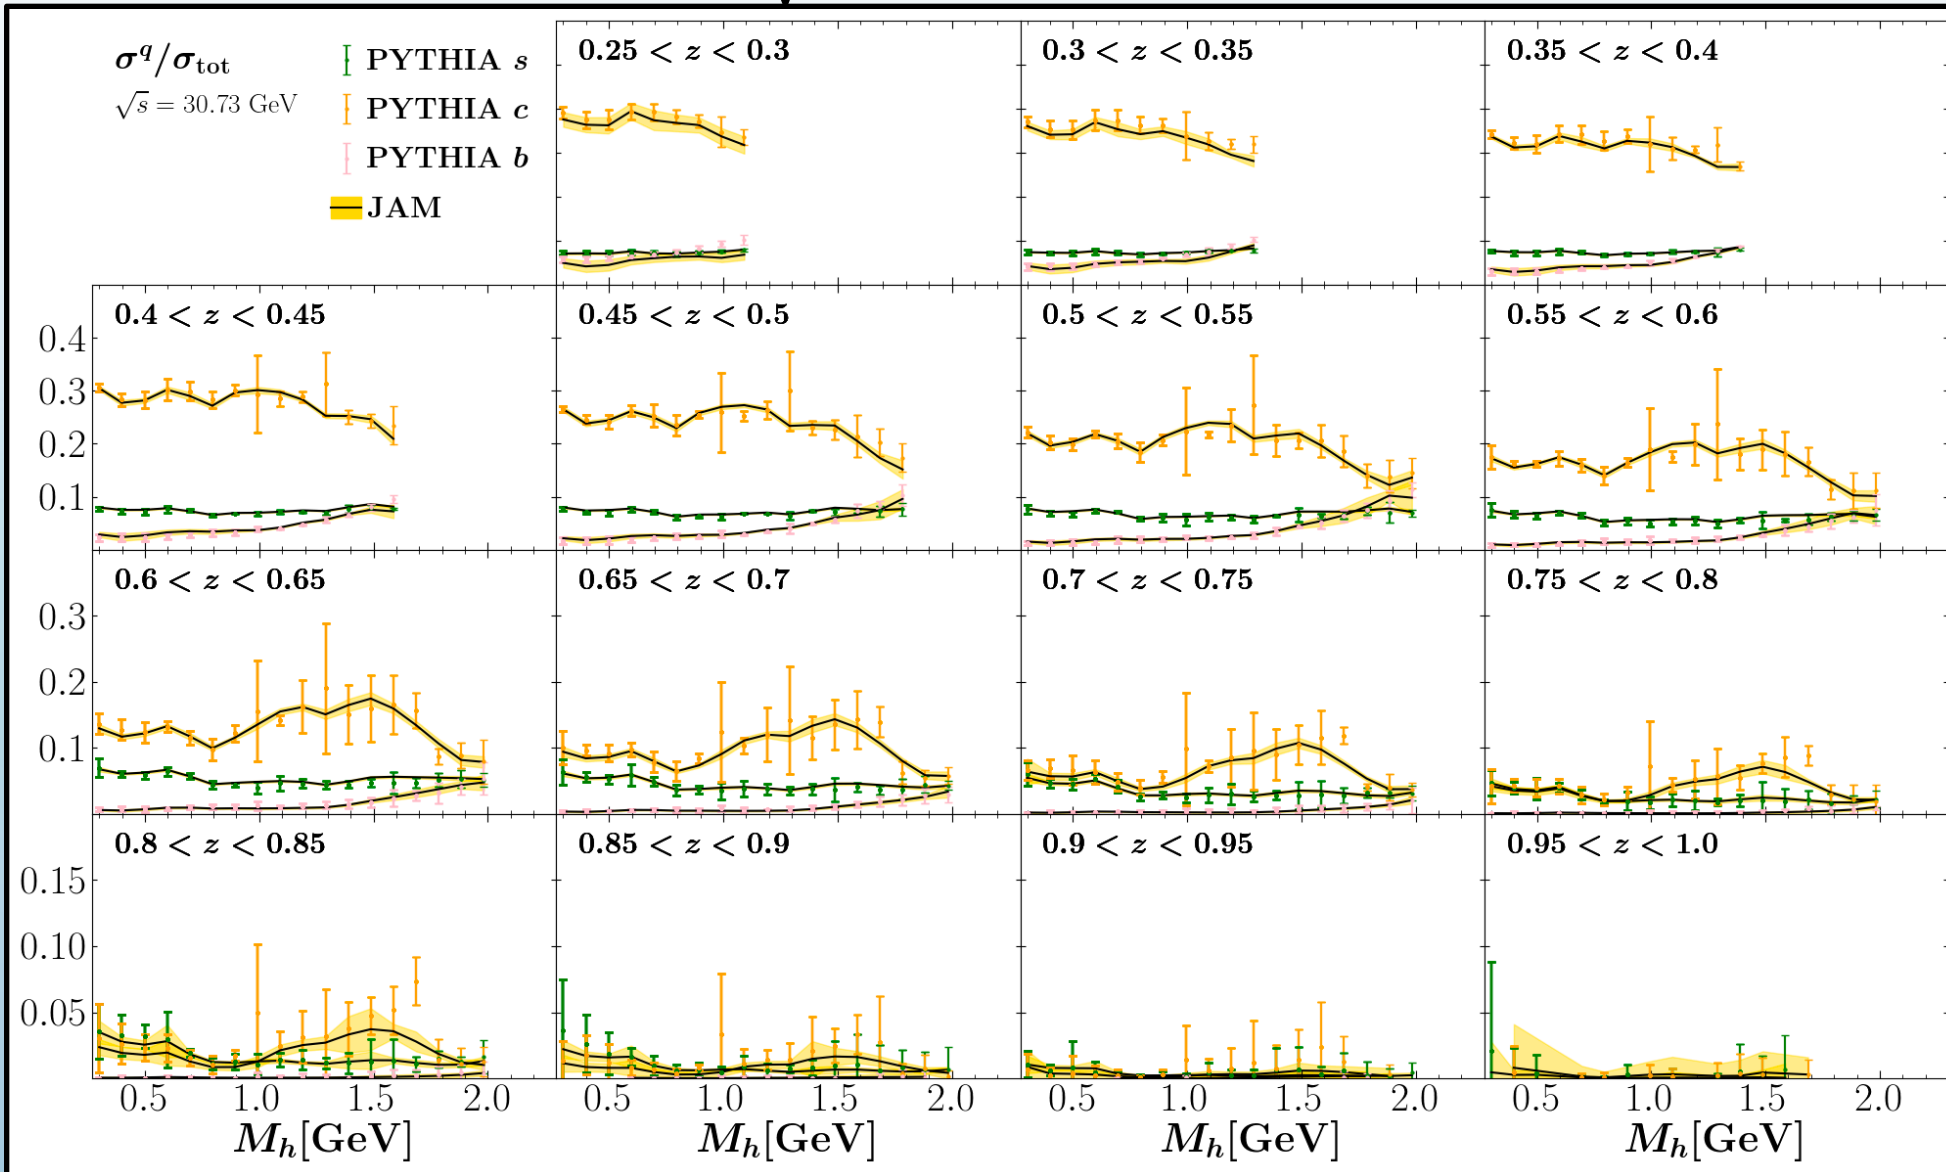 σ^q/σ_tot
√s = 30.73 GeV
PYTHIA s
PYTHIA c
PYTHIA b
JAM
0.25 < z < 0.3
0.3 < z < 0.35
0.35 < z < 0.4
0.4 < z < 0.45
0.45 < z < 0.5
0.5 < z < 0.55
0.55 < z < 0.6
0.4
0.3
0.2
0.1
0.6 < z < 0.65
0.65 < z < 0.7
0.7 < z < 0.75
0.75 < z < 0.8
0.3
0.2
0.1
0.8 < z < 0.85
0.85 < z < 0.9
0.9 < z < 0.95
0.95 < z < 1.0
0.15
0.10
0.05
0.5 1.0 1.5 2.0 0.5 1.0 1.5 2.0 0.5 1.0 1.5 2.0 0.5 1.0 1.5 2.0
M_h[GeV] M_h[GeV] M_h[GeV] M_h[GeV]